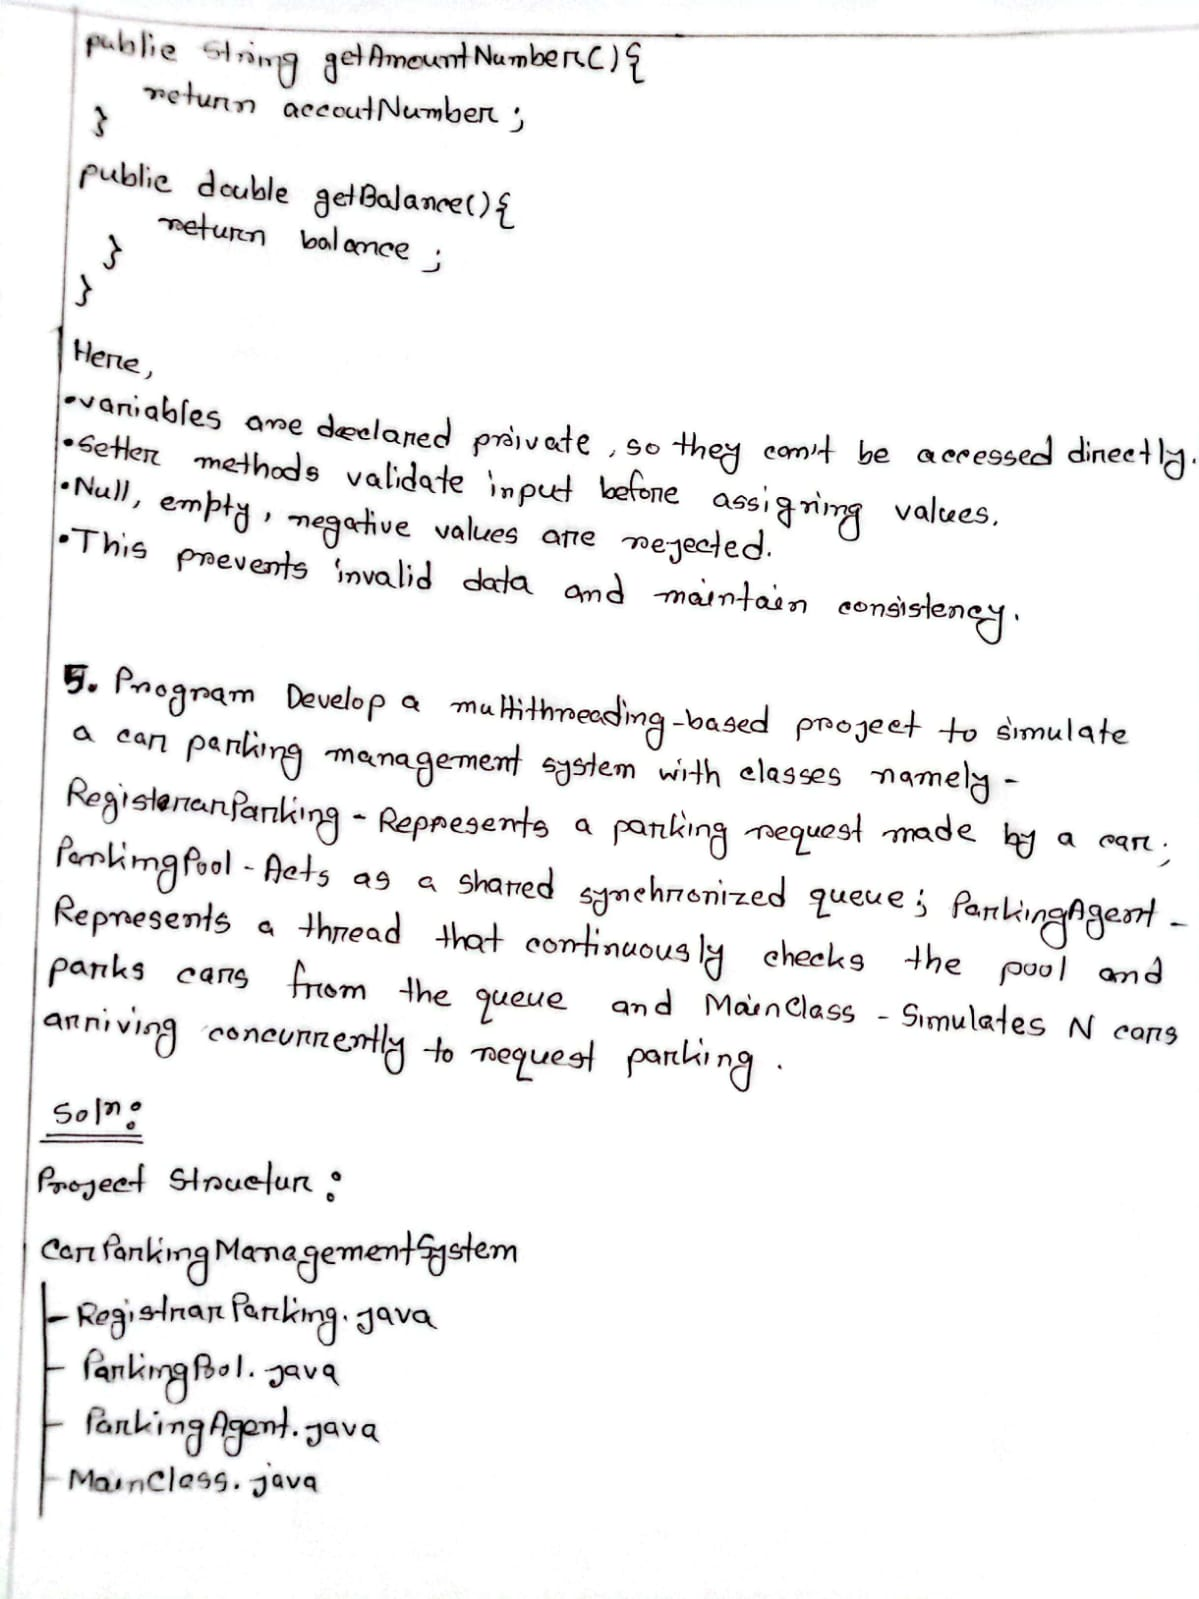 public string getAmountNumber(){
return accoutNumber;
}
public double getBalance(){
return balance;
}
}
Here,
•variables are declared private, so they can't be accessed directly.
•Setter methods validate input before assigning values.
•Null, empty, negative values are rejected.
•This prevents invalid data and maintain consistency.
5. Program Develop a multithreading-based project to simulate
a car parking management system with classes namely -
RegisterarParking - Represents a parking request made by a car;
ParkingPool - Acts as a shared synchronized queue; ParkingAgent -
Represents a thread that continuously checks the pool and
parks cars from the queue and MainClass - Simulates N cars
arriving concurrently to request parking.
Soln:
Project Structur:
CarParkingManagementSystem
- RegistrarParking.java
- ParkingPool.java
- ParkingAgent.java
- MainClass.java